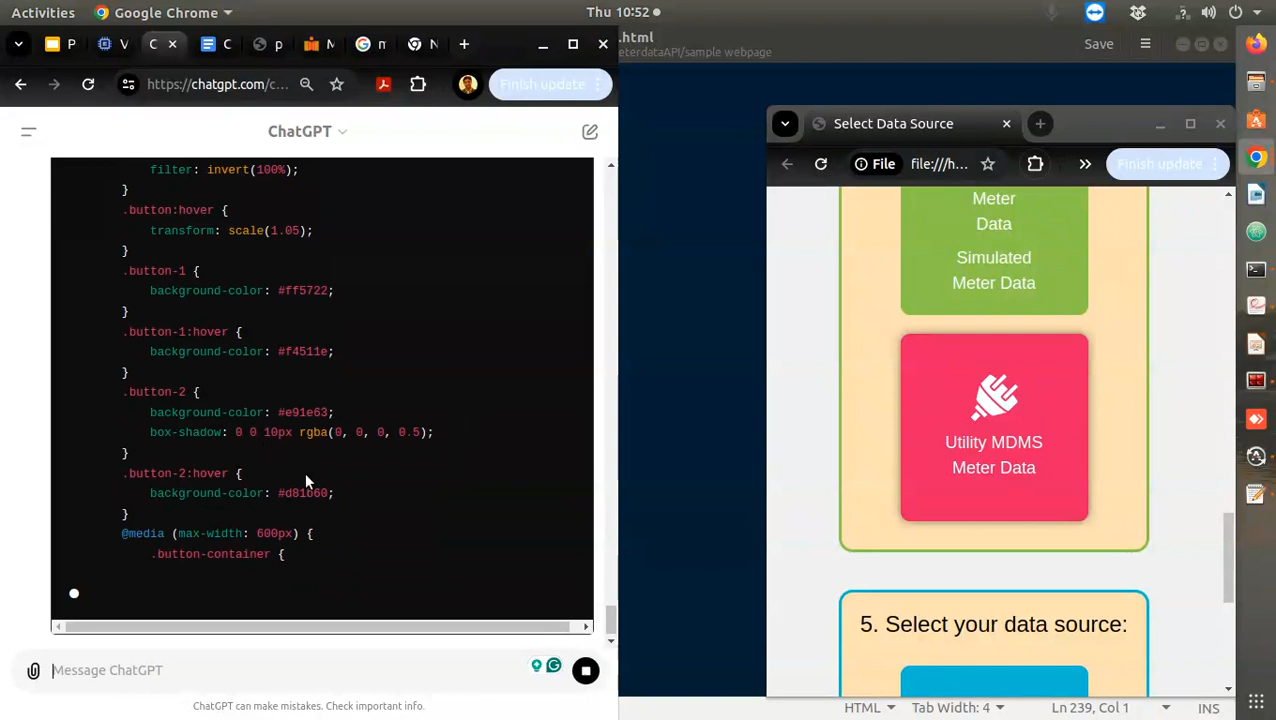 Activities Google Chrome Thu 10:52
P V C C p M m N
https://chatgpt.com/c... Finish update
ChatGPT
filter: invert(100%);
}
.button:hover {
transform: scale(1.05);
}
.button-1 {
background-color: #ff5722;
}
.button-1:hover {
background-color: #f4511e;
}
.button-2 {
background-color: #e91e63;
box-shadow: 0 0 10px rgba(0, 0, 0, 0.5);
}
.button-2:hover {
background-color: #d81b60;
}
@media (max-width: 600px) {
.button-container {
Message ChatGPT
ChatGPT can make mistakes. Check important info.
.html
eterdataAPI/sample webpage
Save
Select Data Source
File file:///h... Finish update
Meter
Data
Simulated
Meter Data
Utility MDMS
Meter Data
5. Select your data source:
HTML Tab Width: 4 Ln 239, Col 1 INS